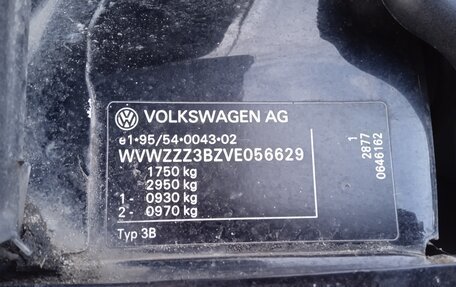 VOLKSWAGEN AG
e1•95/54•0043•02
WVWZZZ3BZVE056629
1750 kg
2950 kg
1- 0930 kg
2- 0970 kg
Typ 3B
1
2877
0646162